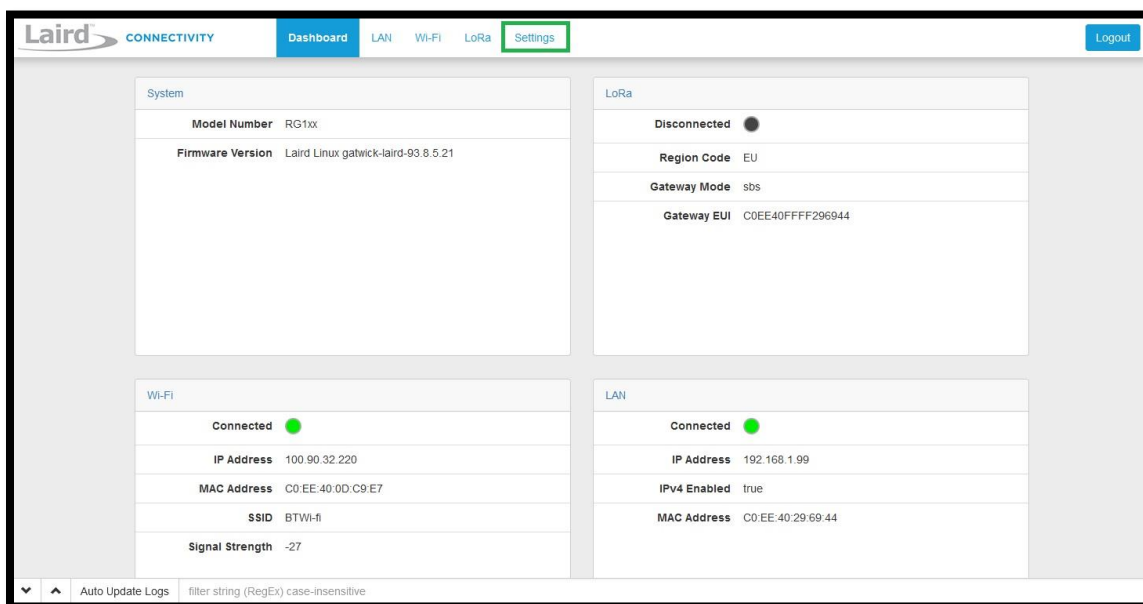 Laird CONNECTIVITY Dashboard LAN Wi-Fi LoRa Settings Logout
System
Model Number RG1xx
Firmware Version Laird Linux gatwick-laird-93.8.5.21
LoRa
Disconnected
Region Code EU
Gateway Mode sbs
Gateway EUI C0EE40FFFF296944
Wi-Fi
Connected
IP Address 100.90.32.220
MAC Address C0:EE:40:0D:C9:E7
SSID BTWi-fi
Signal Strength -27
LAN
Connected
IP Address 192.168.1.99
IPv4 Enabled true
MAC Address C0:EE:40:29:69:44
Auto Update Logs filter string (RegEx) case-insensitive